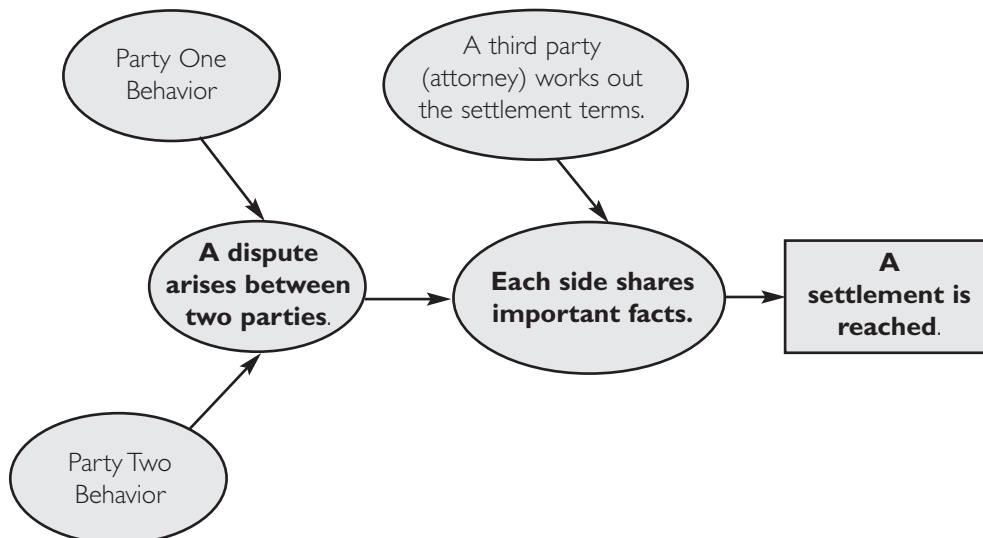 Party One
Behavior
A third party
(attorney) works out
the settlement terms.
A dispute
arises between
two parties.
Each side shares
important facts.
A
settlement is
reached.
Party Two
Behavior